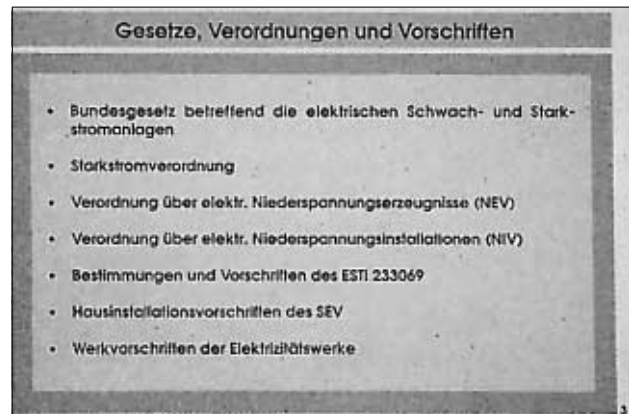 Gesetze, Verordnungen und Vorschriften
• Bundesgesetz betreffend die elektrischen Schwach- und Stark-
stromanlagen
• Starkstromverordnung
• Verordnung über elektr. Niederspannungserzeugnisse (NEV)
• Verordnung über elektr. Niederspannungsinstallationen (NIV)
• Bestimmungen und Vorschriften des ESTI 233069
• Hausinstallationsvorschriften des SEV
• Werkvorschriften der Elektrizitätswerke